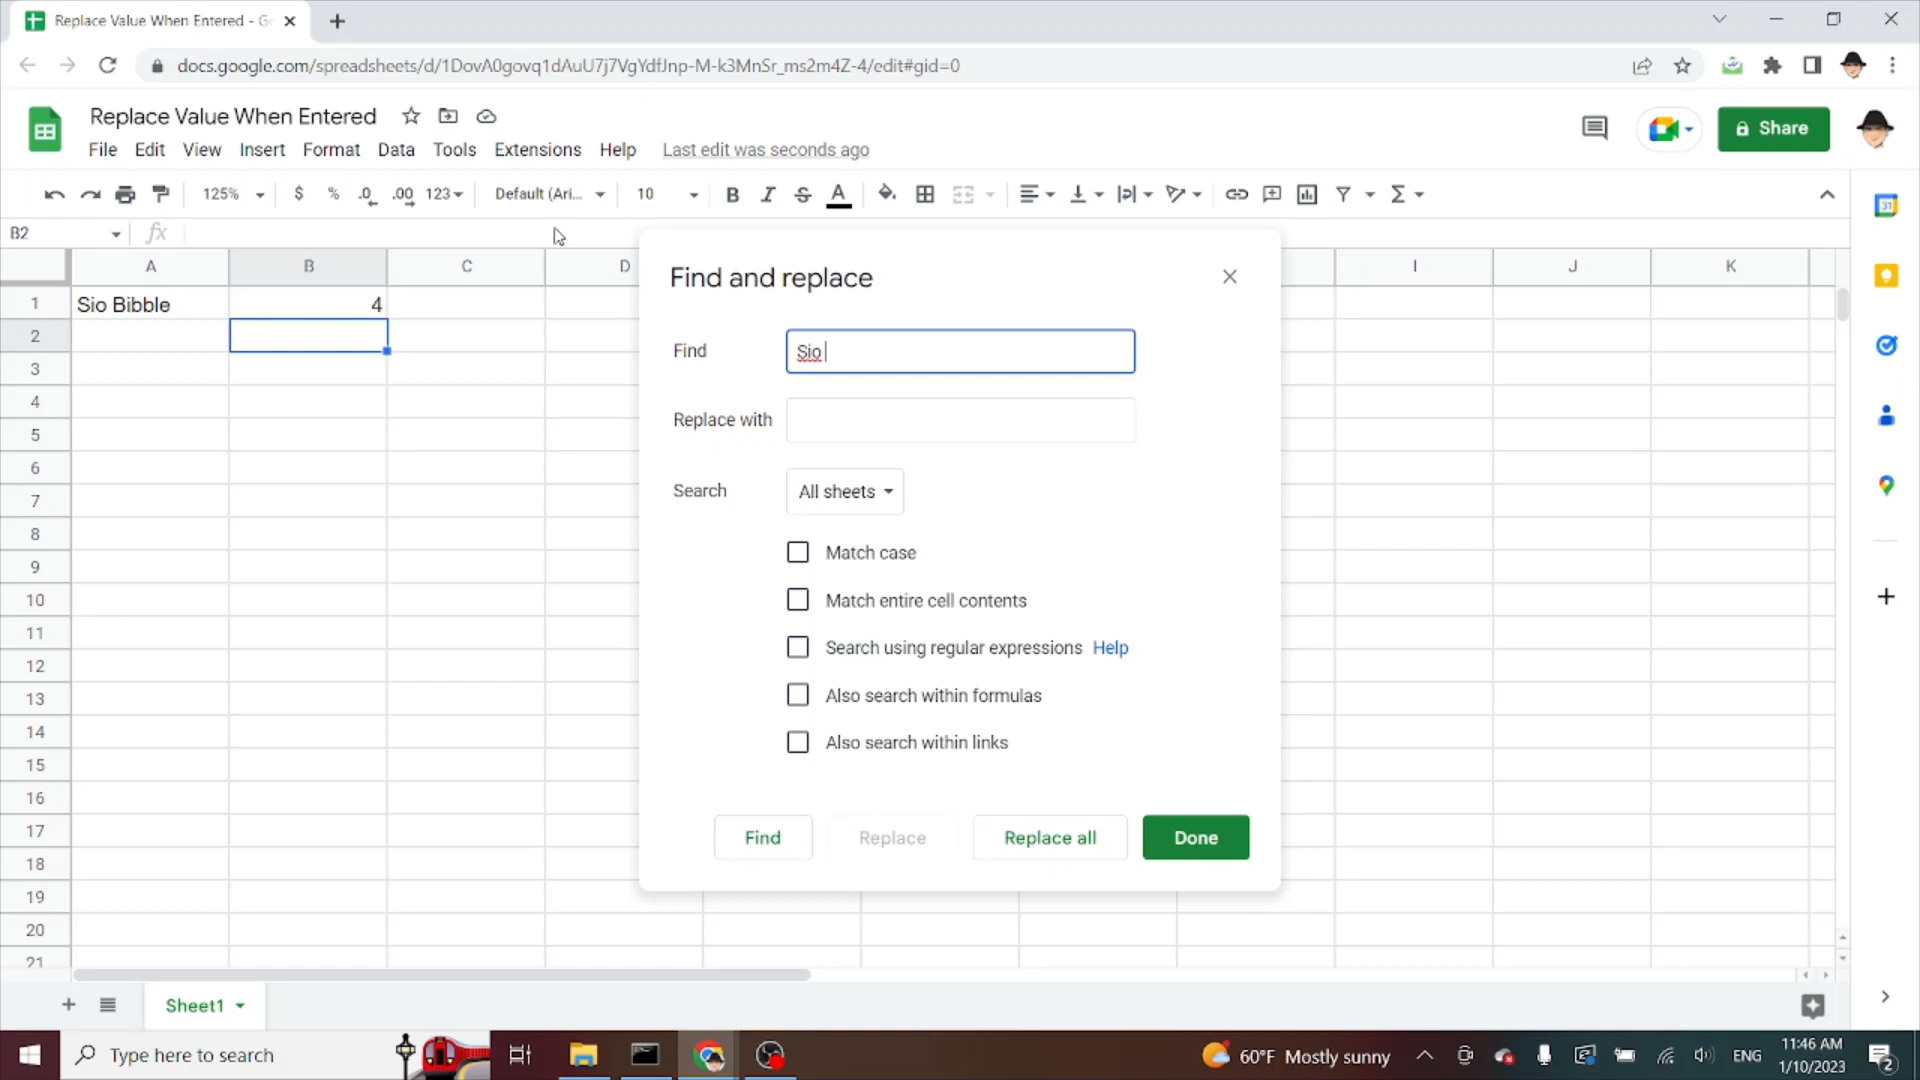 Replace Value When Entered - Go
docs.google.com/spreadsheets/d/1DovA0govq1dAuU7j7VgYdfJnp-M-k3MnSr_ms2m4Z-4/edit#gid=0
Replace Value When Entered
File Edit View Insert Format Data Tools Extensions Help Last edit was seconds ago
Share
125% $ % .0 .00 123 Default (Ari... 10 B I S A
31
B2 fx
A B C D I J K
1 Sio Bibble 4
2
3
4
5
6
7
8
9
10
11
12
13
14
15
16
17
18
19
20
21
Find and replace
Find Sio
Replace with
Search All sheets
Match case
Match entire cell contents
Search using regular expressions Help
Also search within formulas
Also search within links
Find Replace Replace all Done
Sheet1
Type here to search
60°F Mostly sunny
ENG
11:46 AM
1/10/2023
2